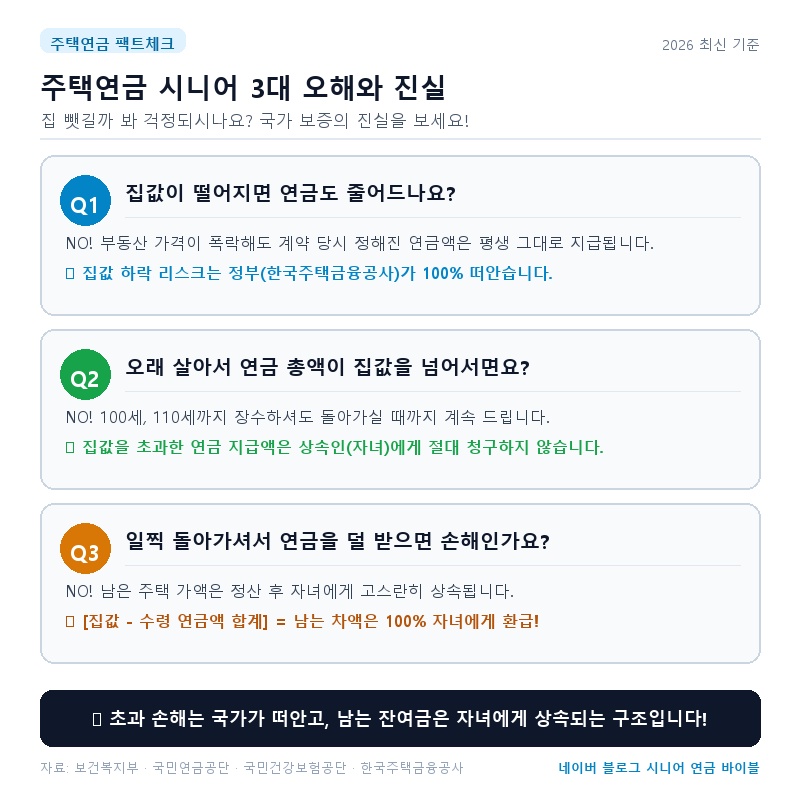 주택연금 팩트체크
2026 최신 기준
주택연금 시니어 3대 오해와 진실
집 뺏길까 봐 걱정되시나요? 국가 보증의 진실을 보세요!
Q1
집값이 떨어지면 연금도 줄어드나요?
NO! 부동산 가격이 폭락해도 계약 당시 정해진 연금액은 평생 그대로 지급됩니다.
집값 하락 리스크는 정부(한국주택금융공사)가 100% 떠안습니다.
Q2
오래 살아서 연금 총액이 집값을 넘어서면요?
NO! 100세, 110세까지 장수하셔도 돌아가실 때까지 계속 드립니다.
집값을 초과한 연금 지급액은 상속인(자녀)에게 절대 청구하지 않습니다.
Q3
일찍 돌아가셔서 연금을 덜 받으면 손해인가요?
NO! 남은 주택 가액은 정산 후 자녀에게 고스란히 상속됩니다.
[집값 - 수령 연금액 합계] = 남는 차액은 100% 자녀에게 환급!
초과 손해는 국가가 떠안고, 남는 잔여금은 자녀에게 상속되는 구조입니다!
자료: 보건복지부 · 국민연금공단 · 국민건강보험공단 · 한국주택금융공사
네이버 블로그 시니어 연금 바이블